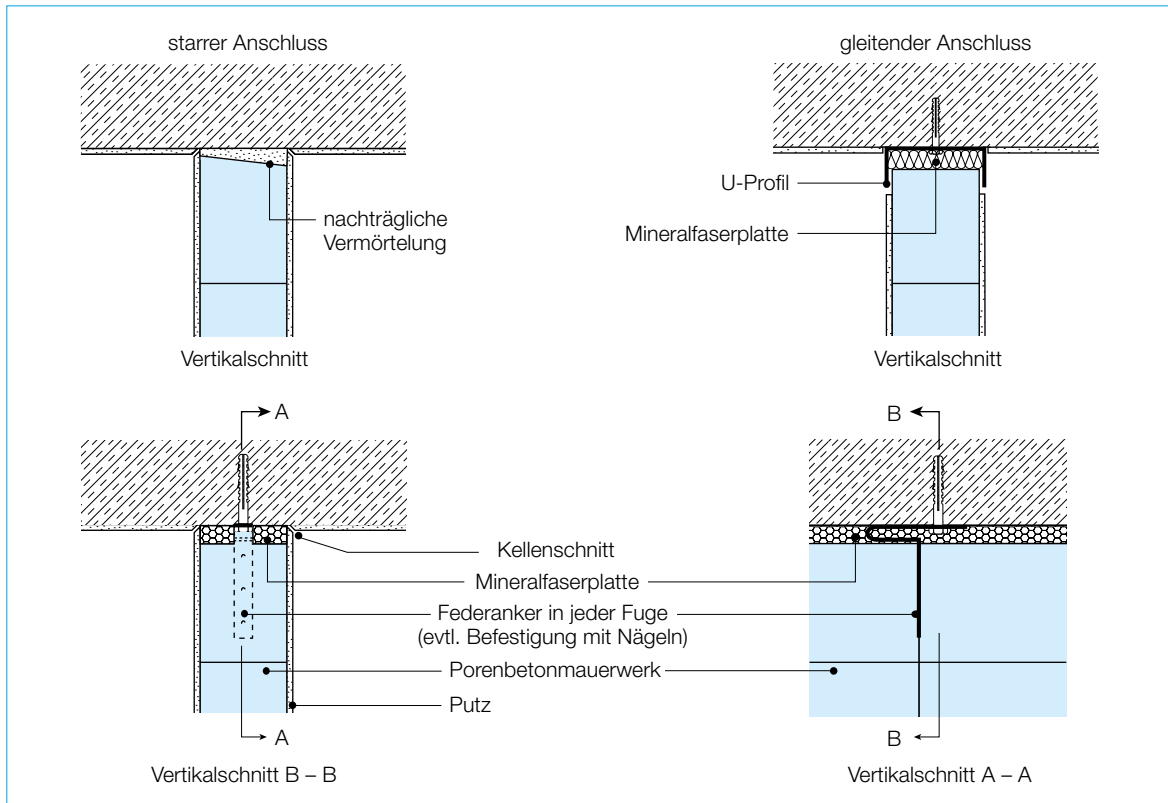 starrer Anschluss
gleitender Anschluss
U-Profil
nachträgliche
Vermörtelung
Mineralfaserplatte
Vertikalschnitt
Vertikalschnitt
A
B
Kellenschnitt
Mineralfaserplatte
Federanker in jeder Fuge
(evtl. Befestigung mit Nägeln)
Porenbetonmauerwerk
Putz
A
B
Vertikalschnitt B – B
Vertikalschnitt A – A